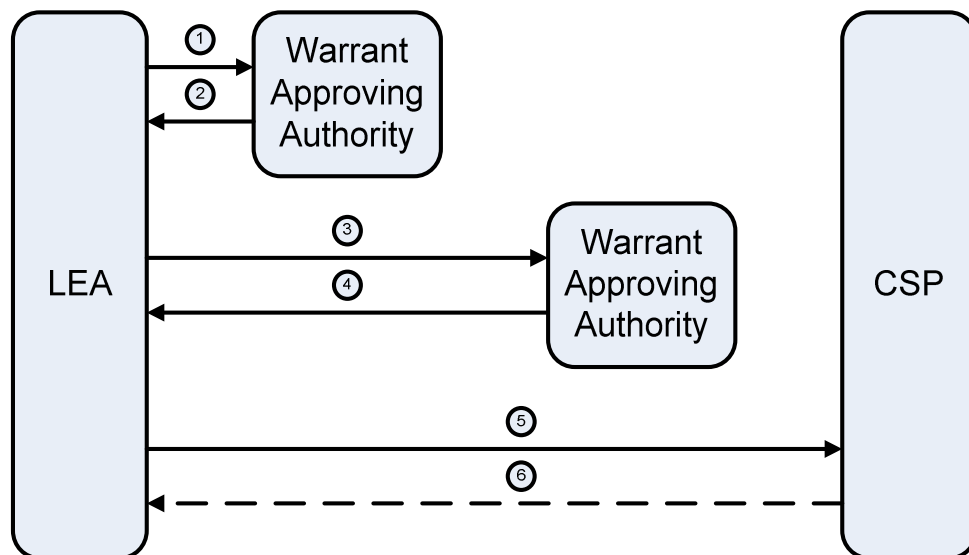 1
Warrant
Approving
Authority
2
3
Warrant
Approving
Authority
4
LEA
CSP
5
6